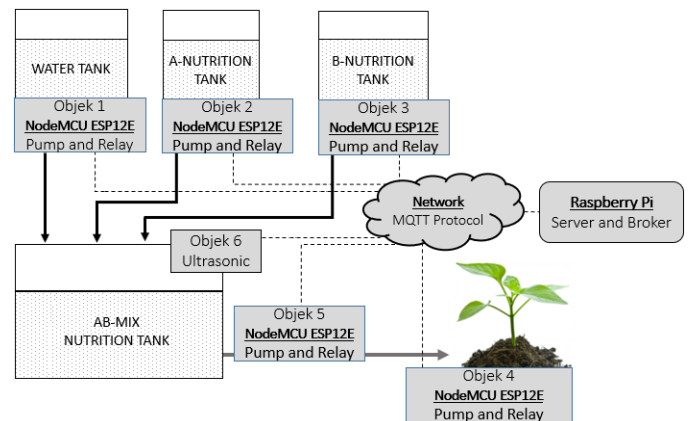 WATER TANK
Objek 1
NodeMCU ESP12E
Pump and Relay
A-NUTRITION
TANK
Objek 2
NodeMCU ESP12E
Pump and Relay
B-NUTRITION
TANK
Objek 3
NodeMCU ESP12E
Pump and Relay
Network
MQTT Protocol
Raspberry Pi
Server and Broker
Objek 6
Ultrasonic
AB-MIX
NUTRITION TANK
Objek 5
NodeMCU ESP12E
Pump and Relay
Objek 4
NodeMCU ESP12E
Pump and Relay